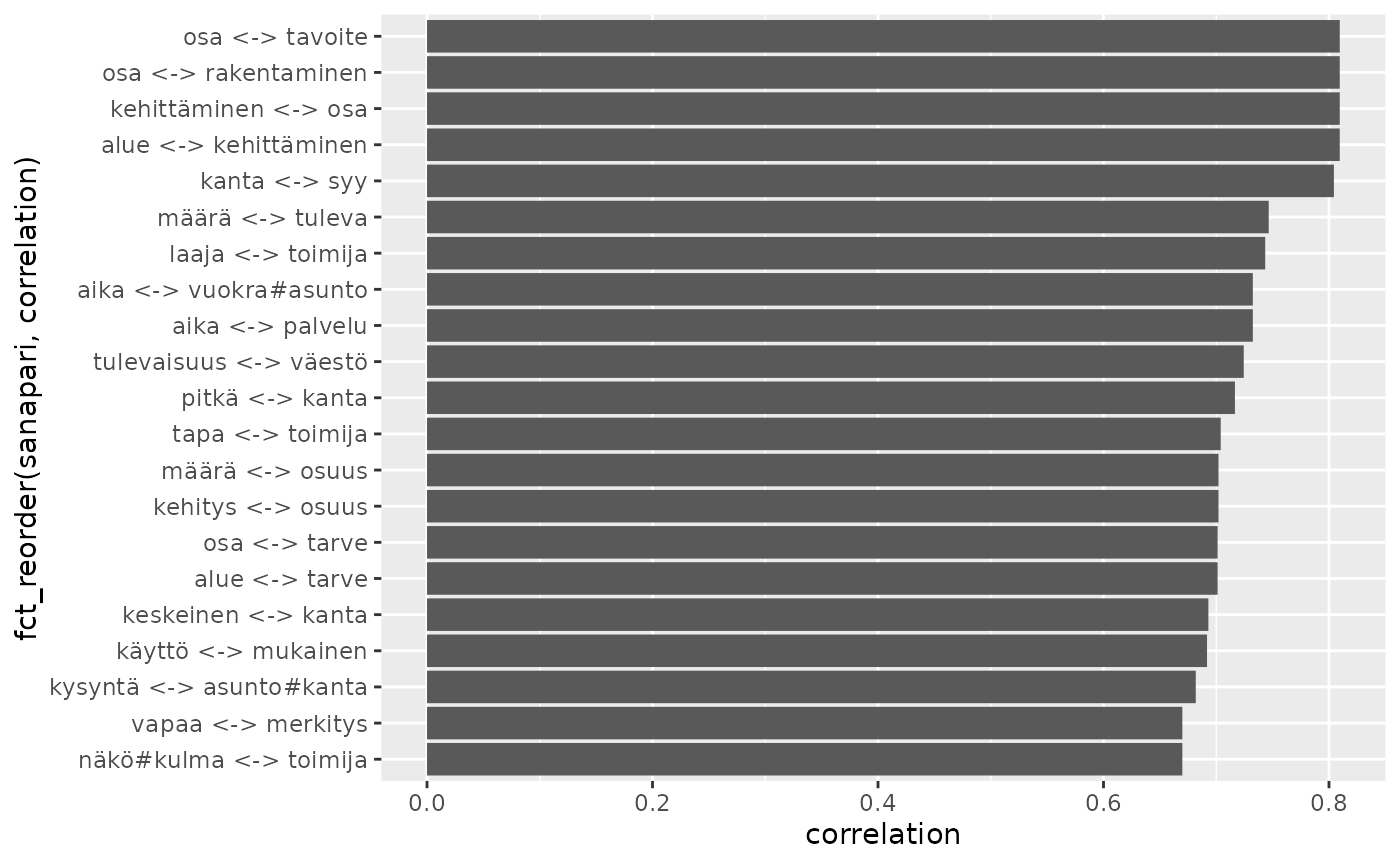 fct_reorder(sanapari, correlation)
osa <-> tavoite
osa <-> rakentaminen
kehittäminen <-> osa
alue <-> kehittäminen
kanta <-> syy
määrä <-> tuleva
laaja <-> toimija
aika <-> vuokra#asunto
aika <-> palvelu
tulevaisuus <-> väestö
pitkä <-> kanta
tapa <-> toimija
määrä <-> osuus
kehitys <-> osuus
osa <-> tarve
alue <-> tarve
keskeinen <-> kanta
käyttö <-> mukainen
kysyntä <-> asunto#kanta
vapaa <-> merkitys
näkö#kulma <-> toimija
0.0 0.2 0.4 0.6 0.8
correlation